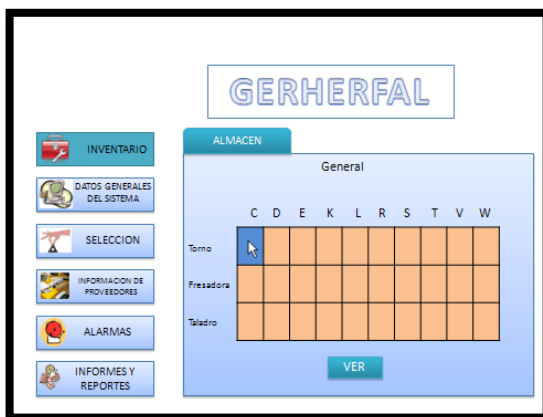 GERHERFAL
INVENTARIO
DATOS GENERALES
DEL SISTEMA
SELECCION
INFORMACION DE
PROVEEDORES
ALARMAS
INFORMES Y
REPORTES
ALMACEN
General
C D E K L R S T V W
Torno
Fresadora
Taladro
VER